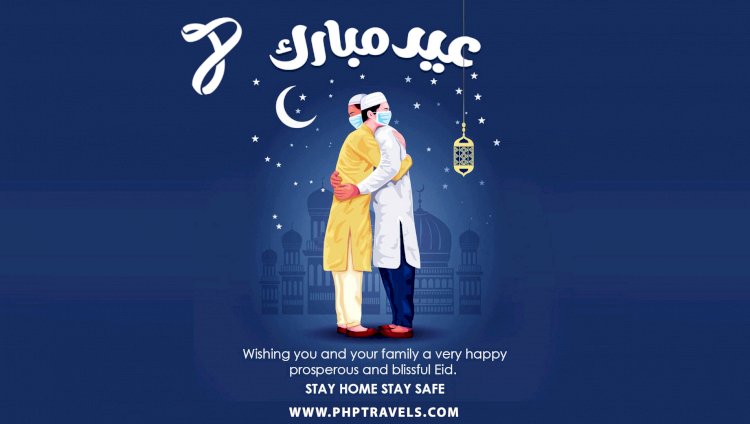 عيد مبارك
Wishing you and your family a very happy
prosperous and blissful Eid.
STAY HOME STAY SAFE
WWW.PHPTRAVELS.COM